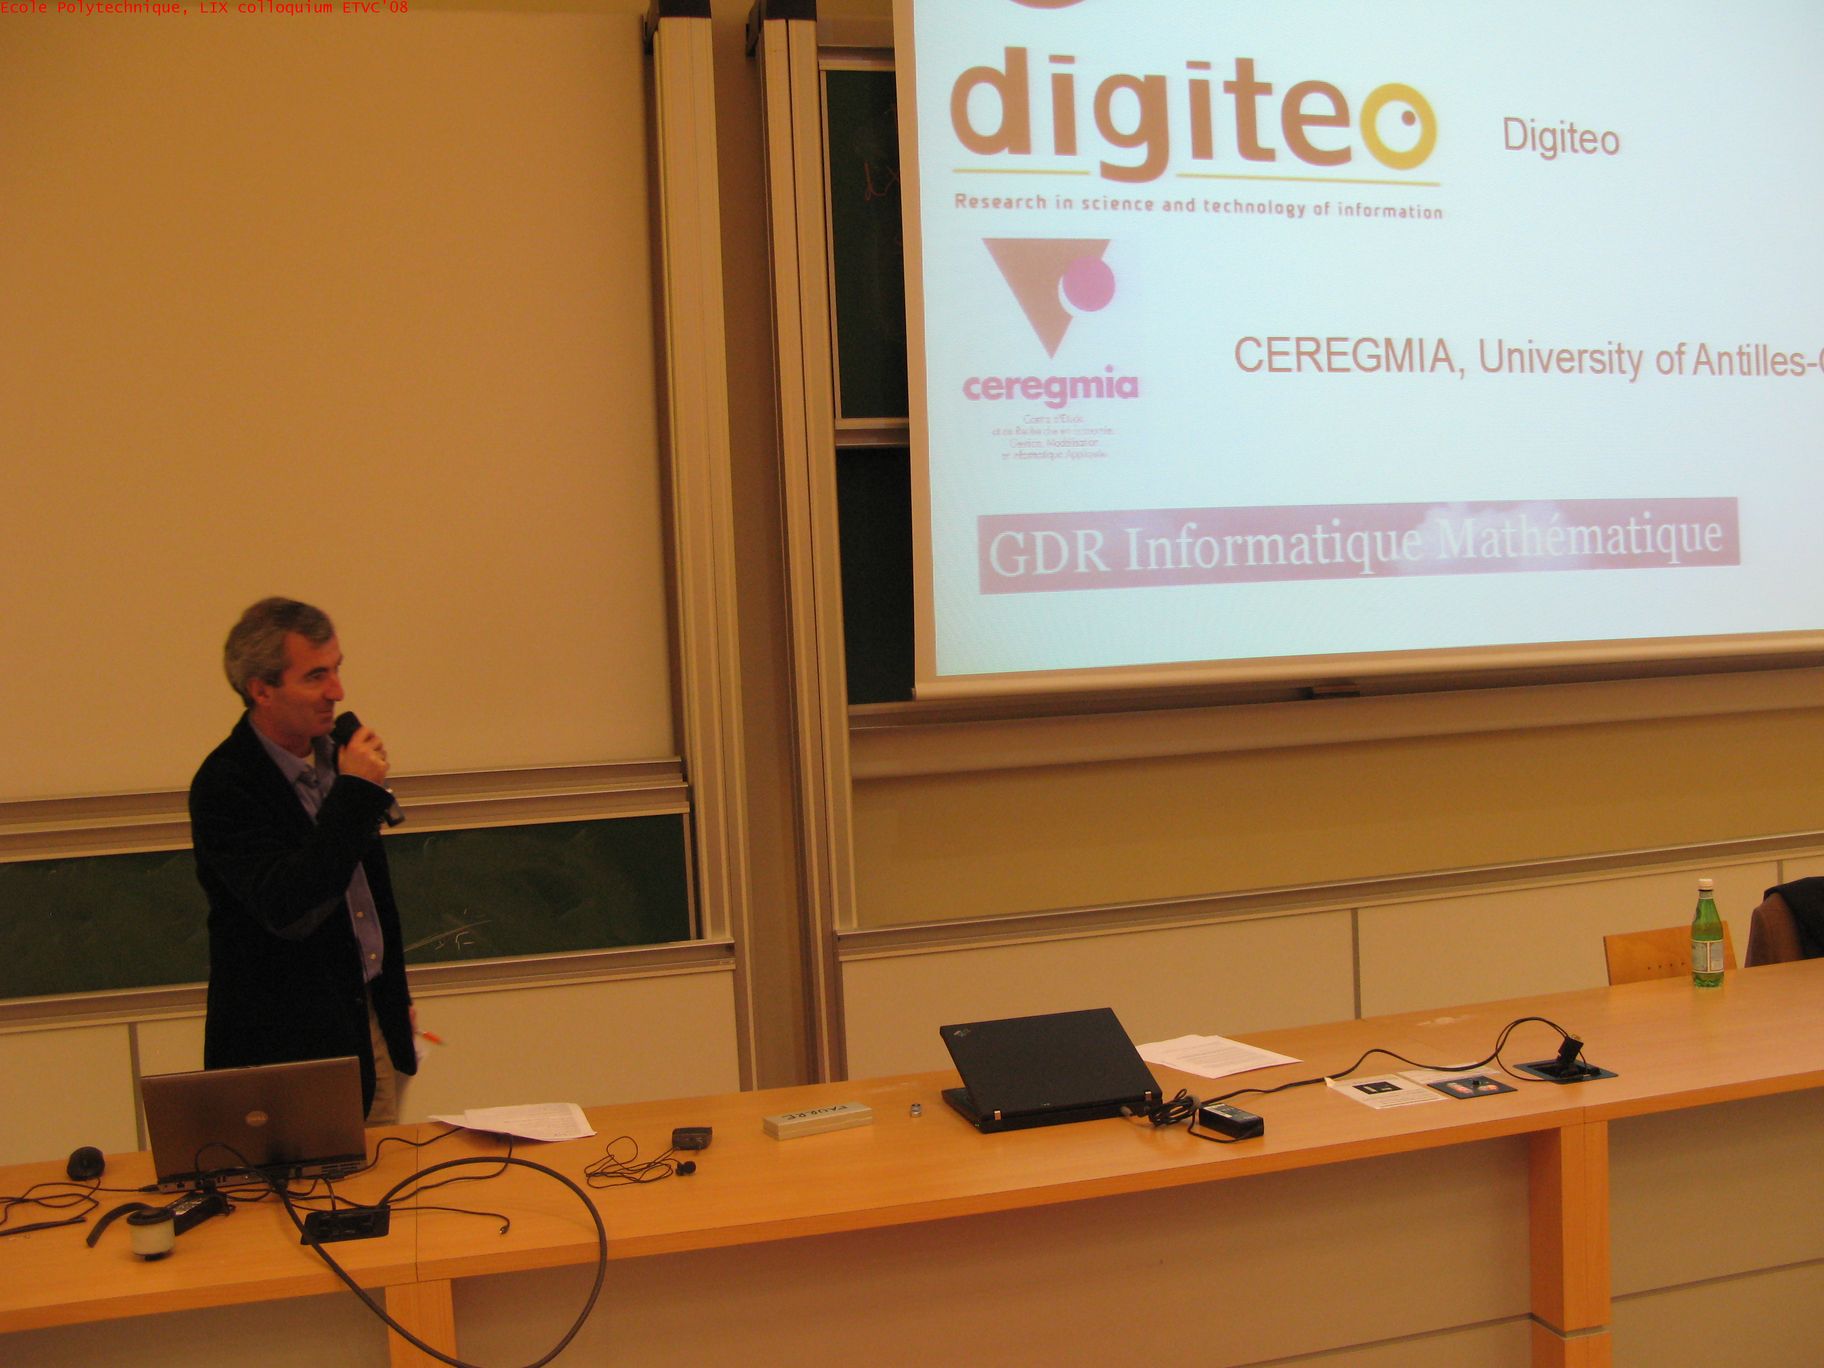 Ecole Polytechnique, LIX colloquium ETVC'08
digiteo
Digiteo
Research in science and technology of information
ceregmia
CEREGMIA, University of Antilles-
GDR Informatique Mathématique
FAURRE